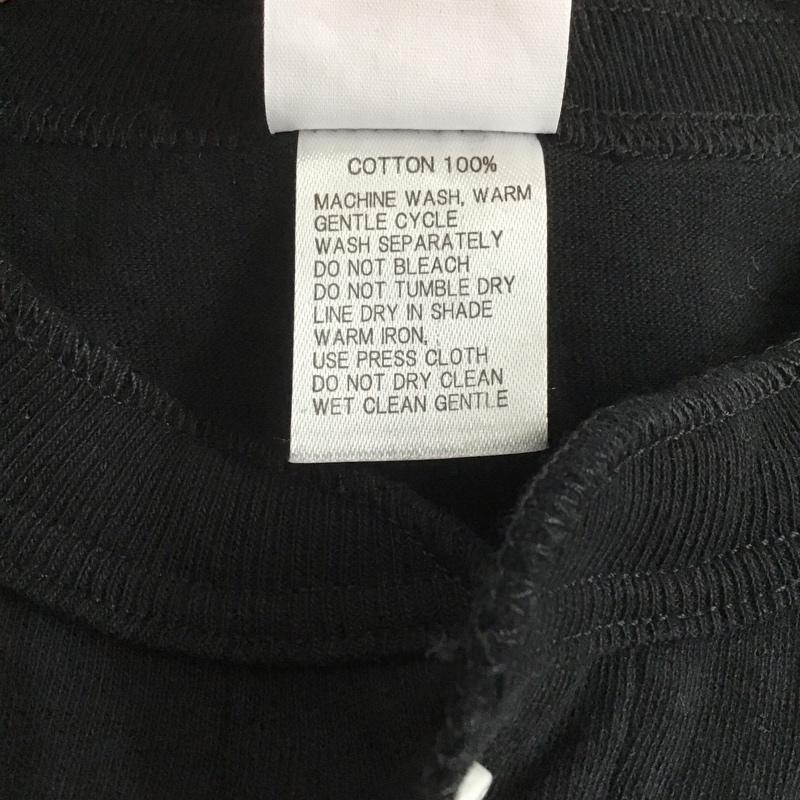 COTTON 100%
MACHINE WASH, WARM
GENTLE CYCLE
WASH SEPARATELY
DO NOT BLEACH
DO NOT TUMBLE DRY
LINE DRY IN SHADE
WARM IRON,
USE PRESS CLOTH
DO NOT DRY CLEAN
WET CLEAN GENTLE